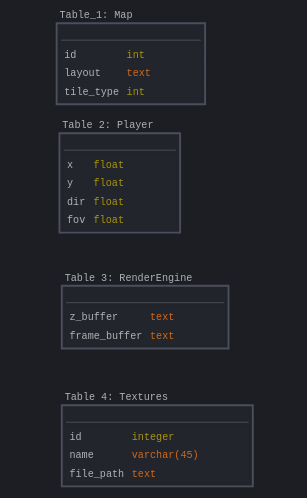 Table_1: Map
id int
layout text
tile_type int
Table 2: Player
x float
y float
dir float
fov float
Table 3: RenderEngine
z_buffer text
frame_buffer text
Table 4: Textures
id integer
name varchar(45)
file_path text